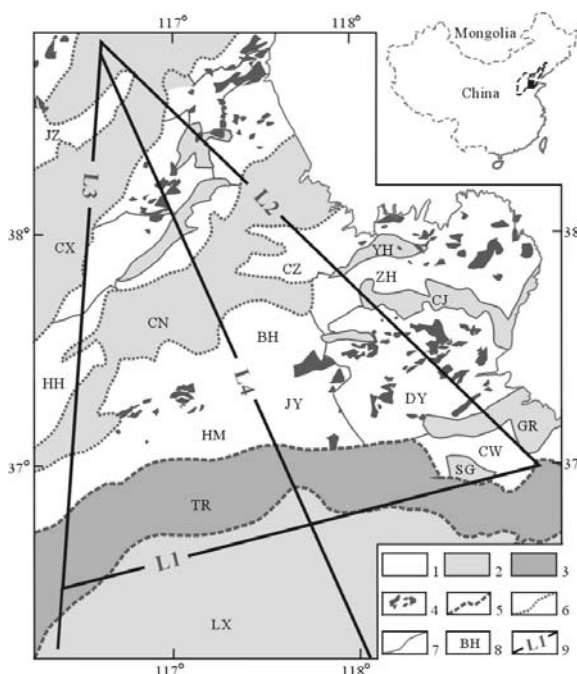 117°
118°
Mongolia
China
JZ
L3
L2
38°
38°
CX
YH
CZ
ZH
CJ
CN
BH
HH
L4
JY
DY
HM
GR
CW
37°
37°
SG
TR
L1
LX
1
2
3
4
5
6
7
BH
8
L1
9
117°
118°